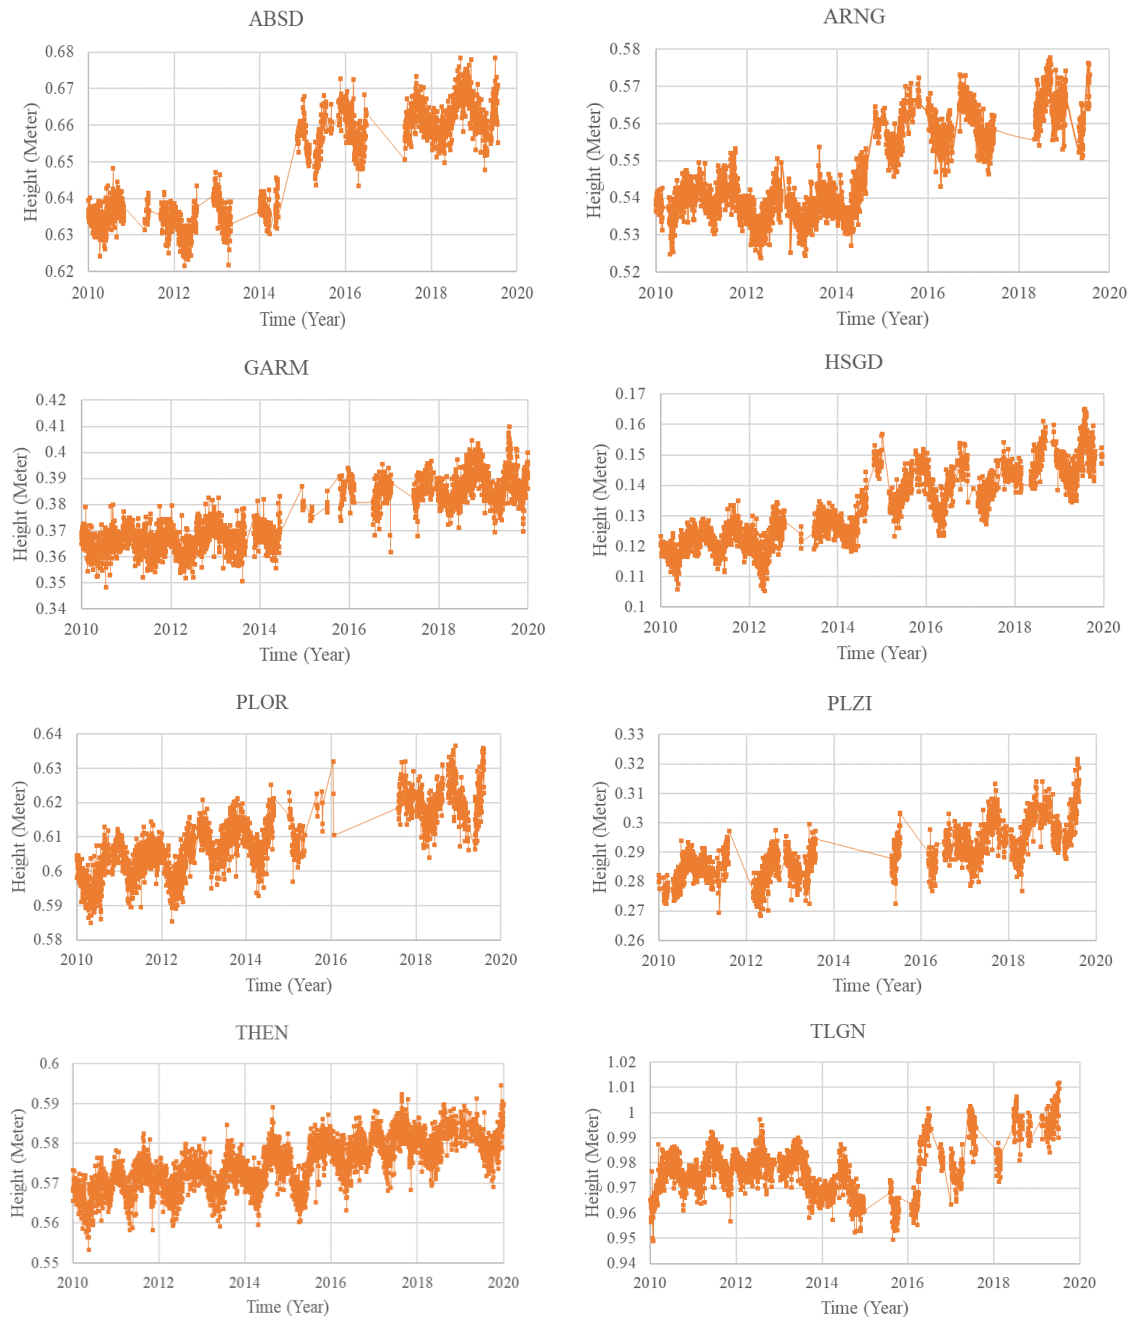 ABSD
Height (Meter)
0.68
0.67
0.66
0.65
0.64
0.63
0.62
2010 2012 2014 2016 2018 2020
Time (Year)
ARNG
Height (Meter)
0.58
0.57
0.56
0.55
0.54
0.53
0.52
2010 2012 2014 2016 2018 2020
Time (Year)
GARM
Height (Meter)
0.42
0.41
0.4
0.39
0.38
0.37
0.36
0.35
0.34
2010 2012 2014 2016 2018 2020
Time (Year)
HSGD
Height (Meter)
0.17
0.16
0.15
0.14
0.13
0.12
0.11
0.1
2010 2012 2014 2016 2018 2020
Time (Year)
PLOR
Height (Meter)
0.64
0.63
0.62
0.61
0.6
0.59
0.58
2010 2012 2014 2016 2018 2020
Time (Year)
PLZI
Height (Meter)
0.33
0.32
0.31
0.3
0.29
0.28
0.27
0.26
2010 2012 2014 2016 2018 2020
Time (Year)
THEN
Height (Meter)
0.6
0.59
0.58
0.57
0.56
0.55
2010 2012 2014 2016 2018 2020
Time (Year)
TLGN
Height (Meter)
1.02
1.01
1
0.99
0.98
0.97
0.96
0.95
0.94
2010 2012 2014 2016 2018 2020
Time (Year)